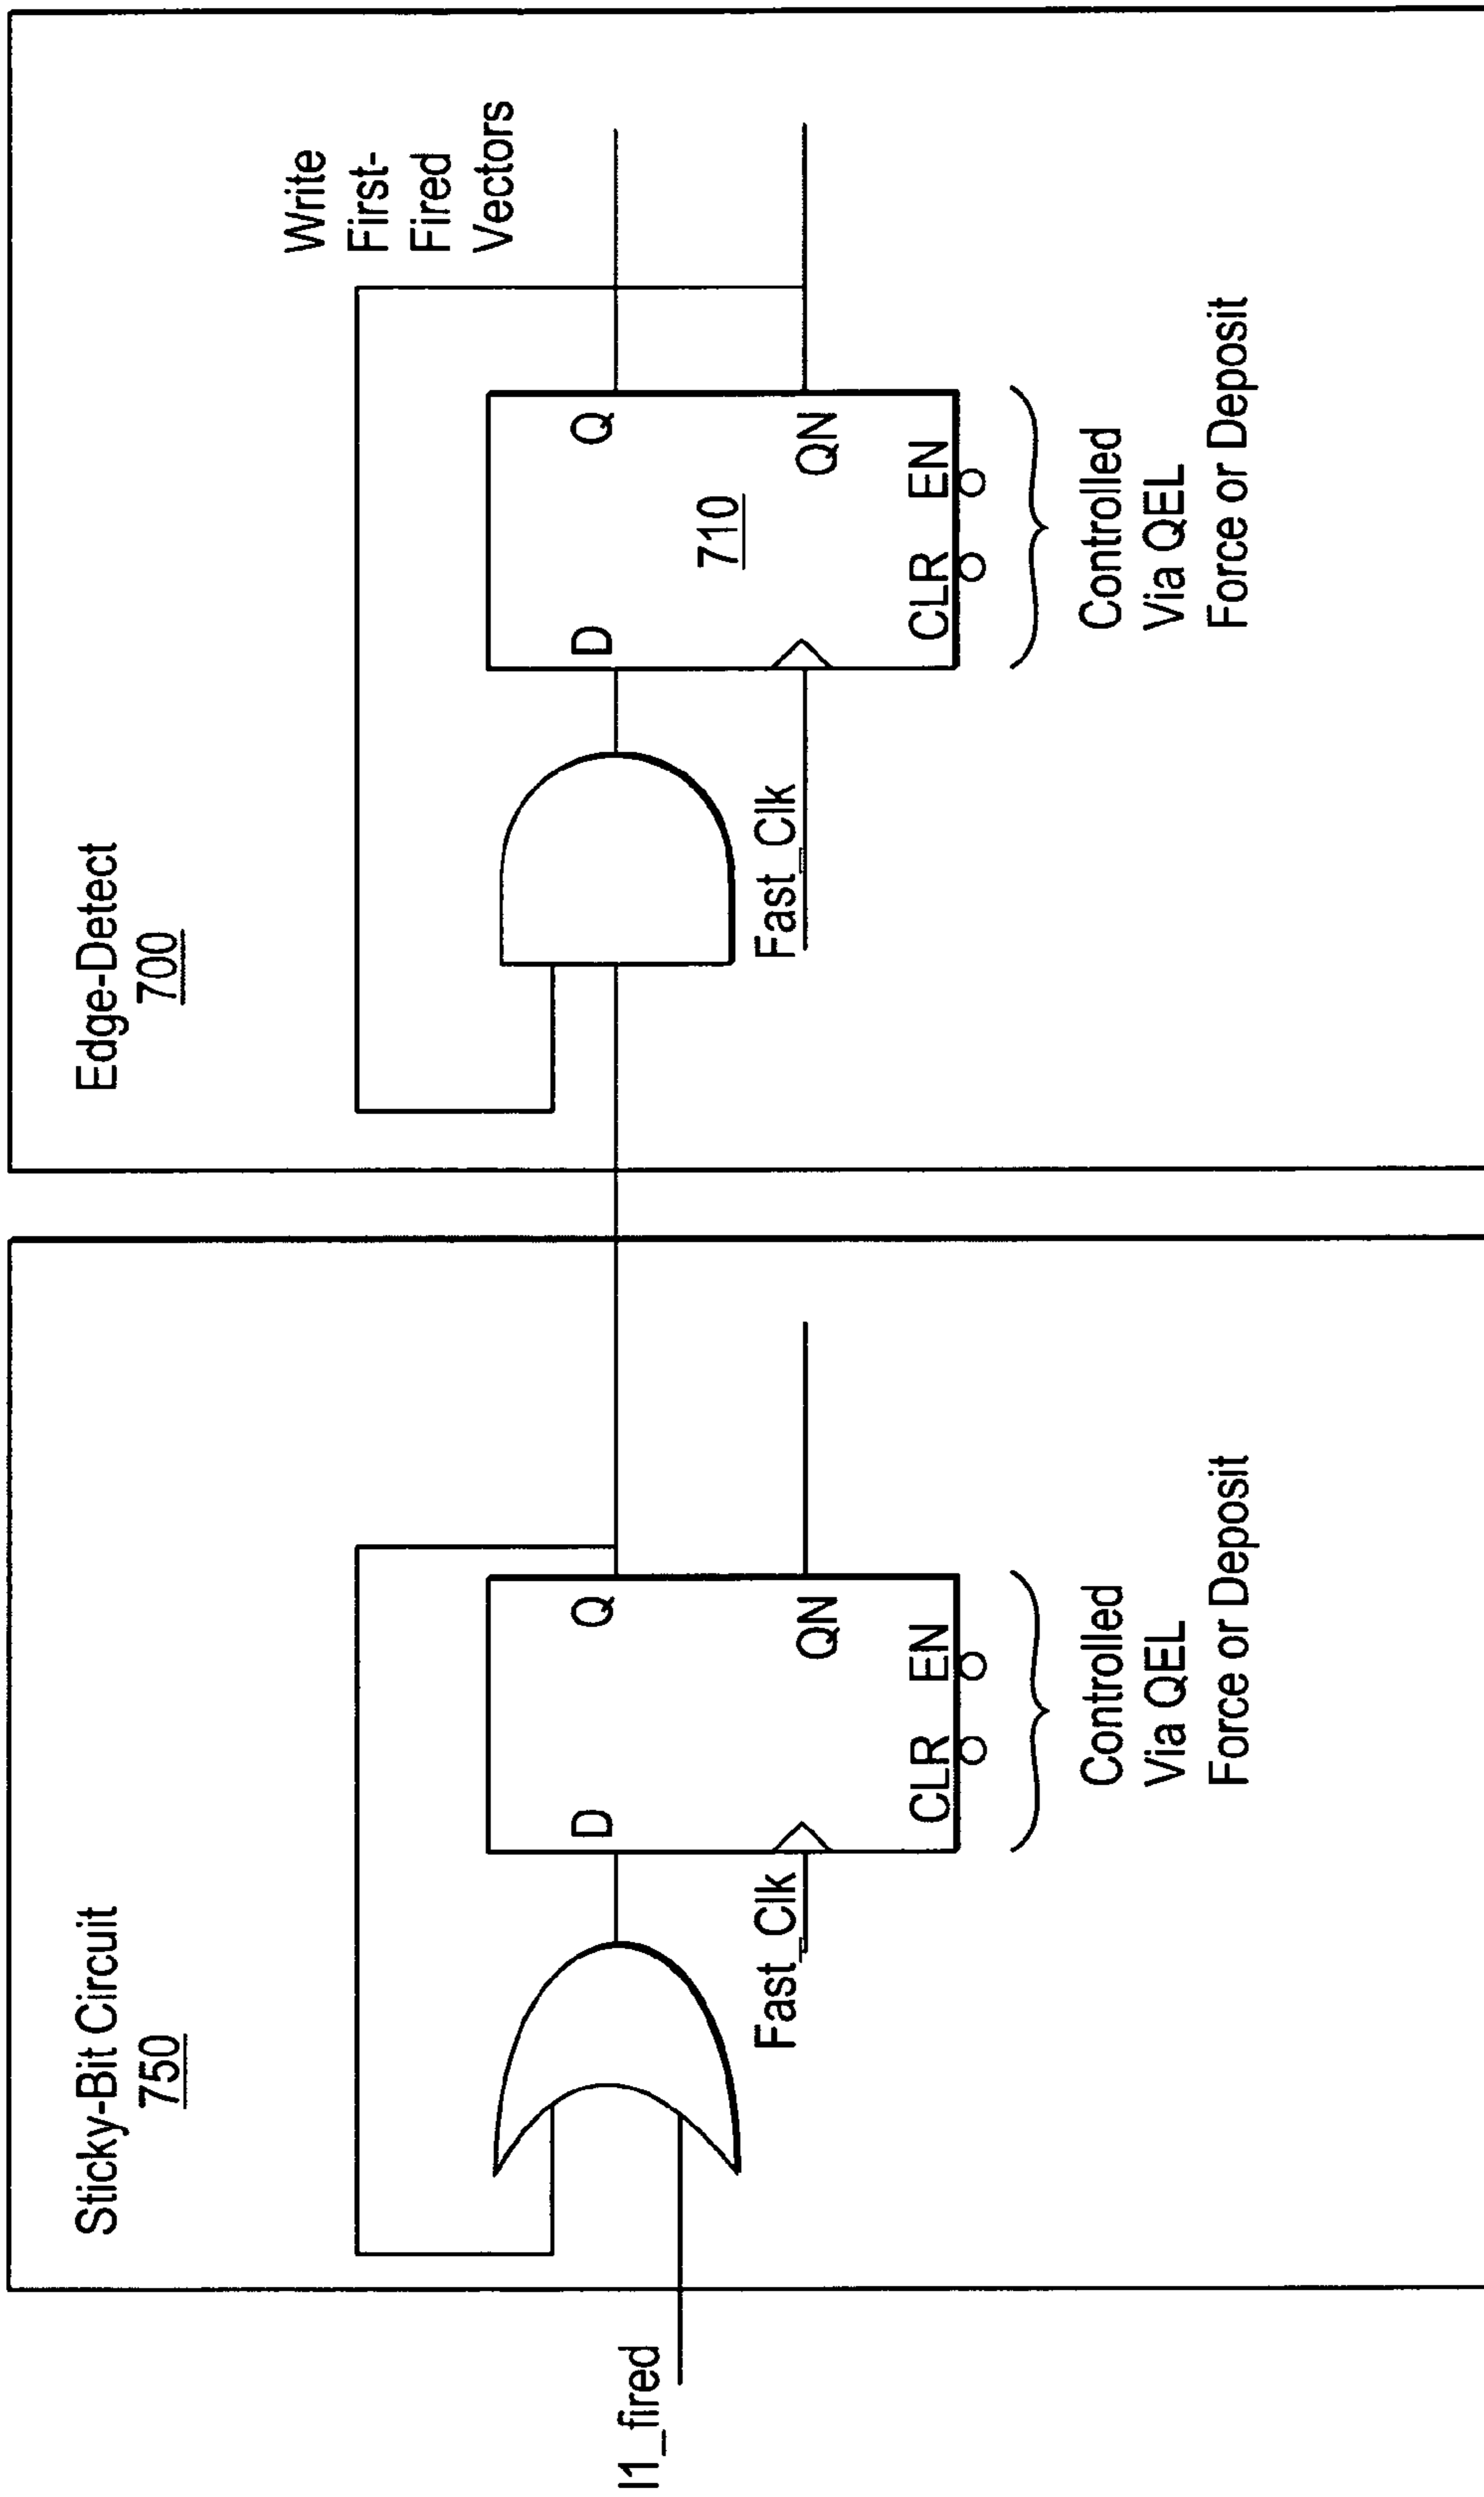 Sticky-Bit Circuit
750
I1_fired
D
Q
Fast_Clk
QN
CLR
EN
Controlled
Via QEL
Force or Deposit
Edge-Detect
700
Write
First-
Fired
Vectors
D
Q
710
Fast_Clk
QN
CLR
EN
Controlled
Via QEL
Force or Deposit